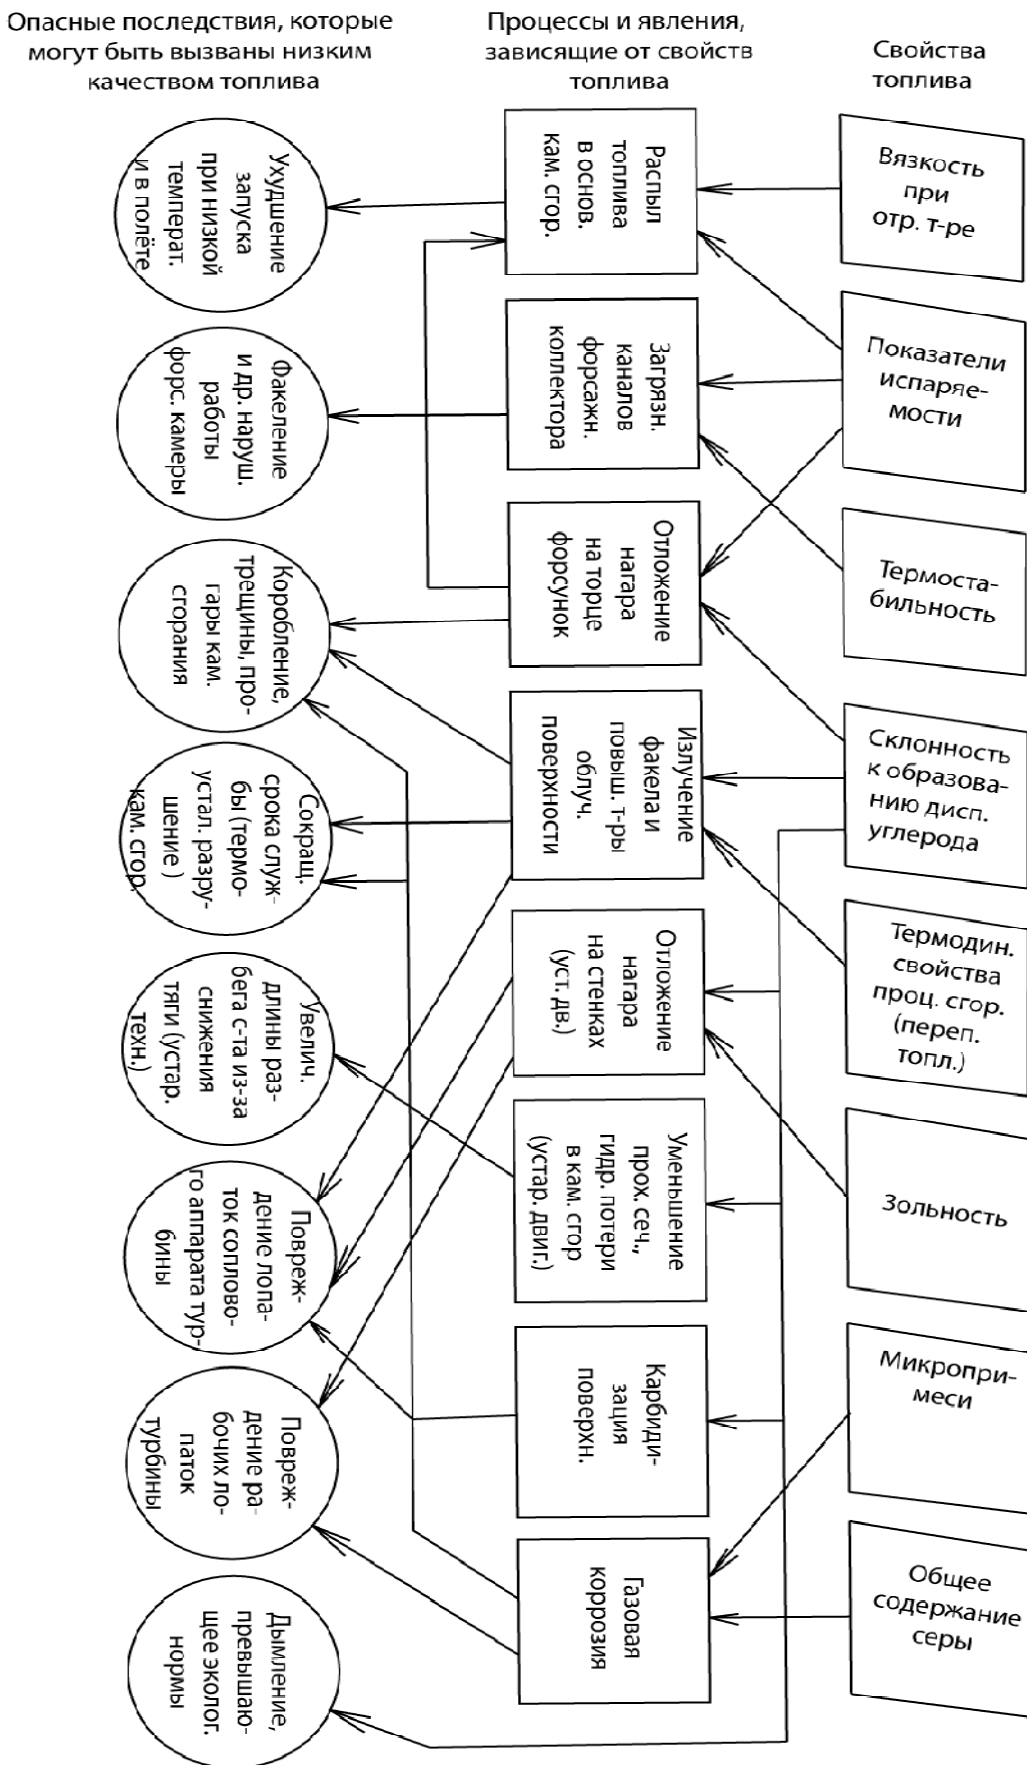 Опасные последствия, которые
могут быть вызваны низким
качеством топлива
Процессы и явления,
зависящие от свойств
топлива
Свойства
топлива
Ухудшение
запуска
при низкой
температ.
и в полёте
Факеление
и др. наруш.
работы
форс. камеры
Коробление,
трещины, про-
гары кам.
сгорания
Сокращ.
срока служ-
бы (термо-
устал. разру-
шение )
кам. сгор.
Увелич.
длины раз-
бега с-та из-за
снижения
тяги (устар.
техн.)
Повреж-
дение лопа-
ток соплово-
го аппарата тур-
бины
Повреж-
дение ра-
бочих ло-
паток
турбины
Дымление,
превышаю-
щее эколог.
нормы
Распыл
топлива
в основ.
кам. сгор.
Загрязн.
каналов
форсажн.
коллектора
Отложение
нагара
на торце
форсунок
Излучение
факела и
повыш. т-ры
облуч.
поверхности
Отложение
нагара
на стенках
(уст. дв.)
Уменьшение
прох. сеч.,
гидр. потери
в кам. сгор
(устар. двиг.)
Карбиди-
зация
поверхн.
Газовая
коррозия
Вязкость
при
отр. т-ре
Показатели
испаряе-
мости
Термоста-
бильность
Склонность
к образова-
нию дисп.
углерода
Термодин.
свойства
проц. сгор.
(переп.
топл.)
Зольность
Микропри-
меси
Общее
содержание
серы